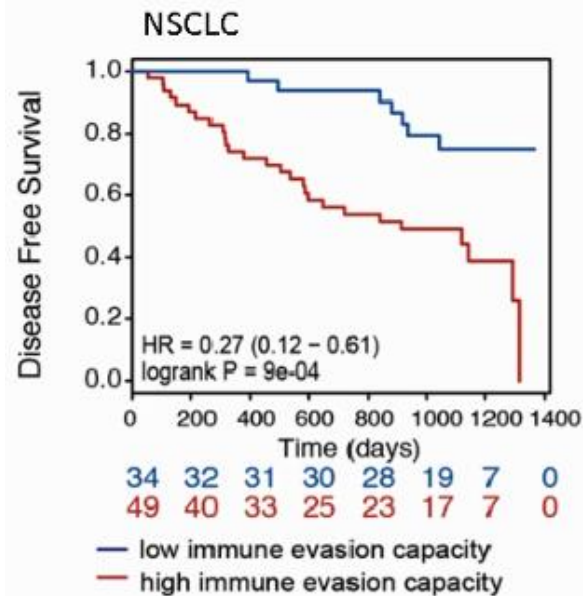 NSCLC
Disease Free Survival
1.0
0.8
0.6
0.4
0.2
0.0
HR = 0.27 (0.12 – 0.61)
logrank P = 9e-04
0 200 400 600 800 1000 1200 1400
Time (days)
34 32 31 30 28 19 7 0
49 40 33 25 23 17 7 0
low immune evasion capacity
high immune evasion capacity